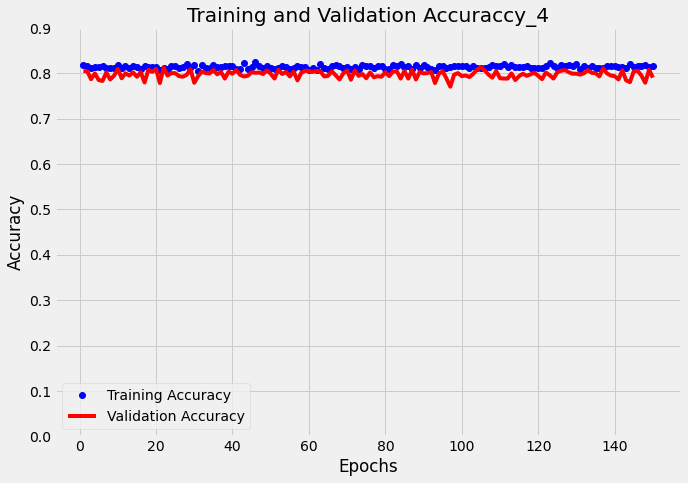 Training and Validation Accuraccy_4
0.9
0.8
0.7
0.6
0.5
0.4
0.3
0.2
0.1
0.0
Accuracy
Training Accuracy
Validation Accuracy
0 20 40 60 80 100 120 140
Epochs